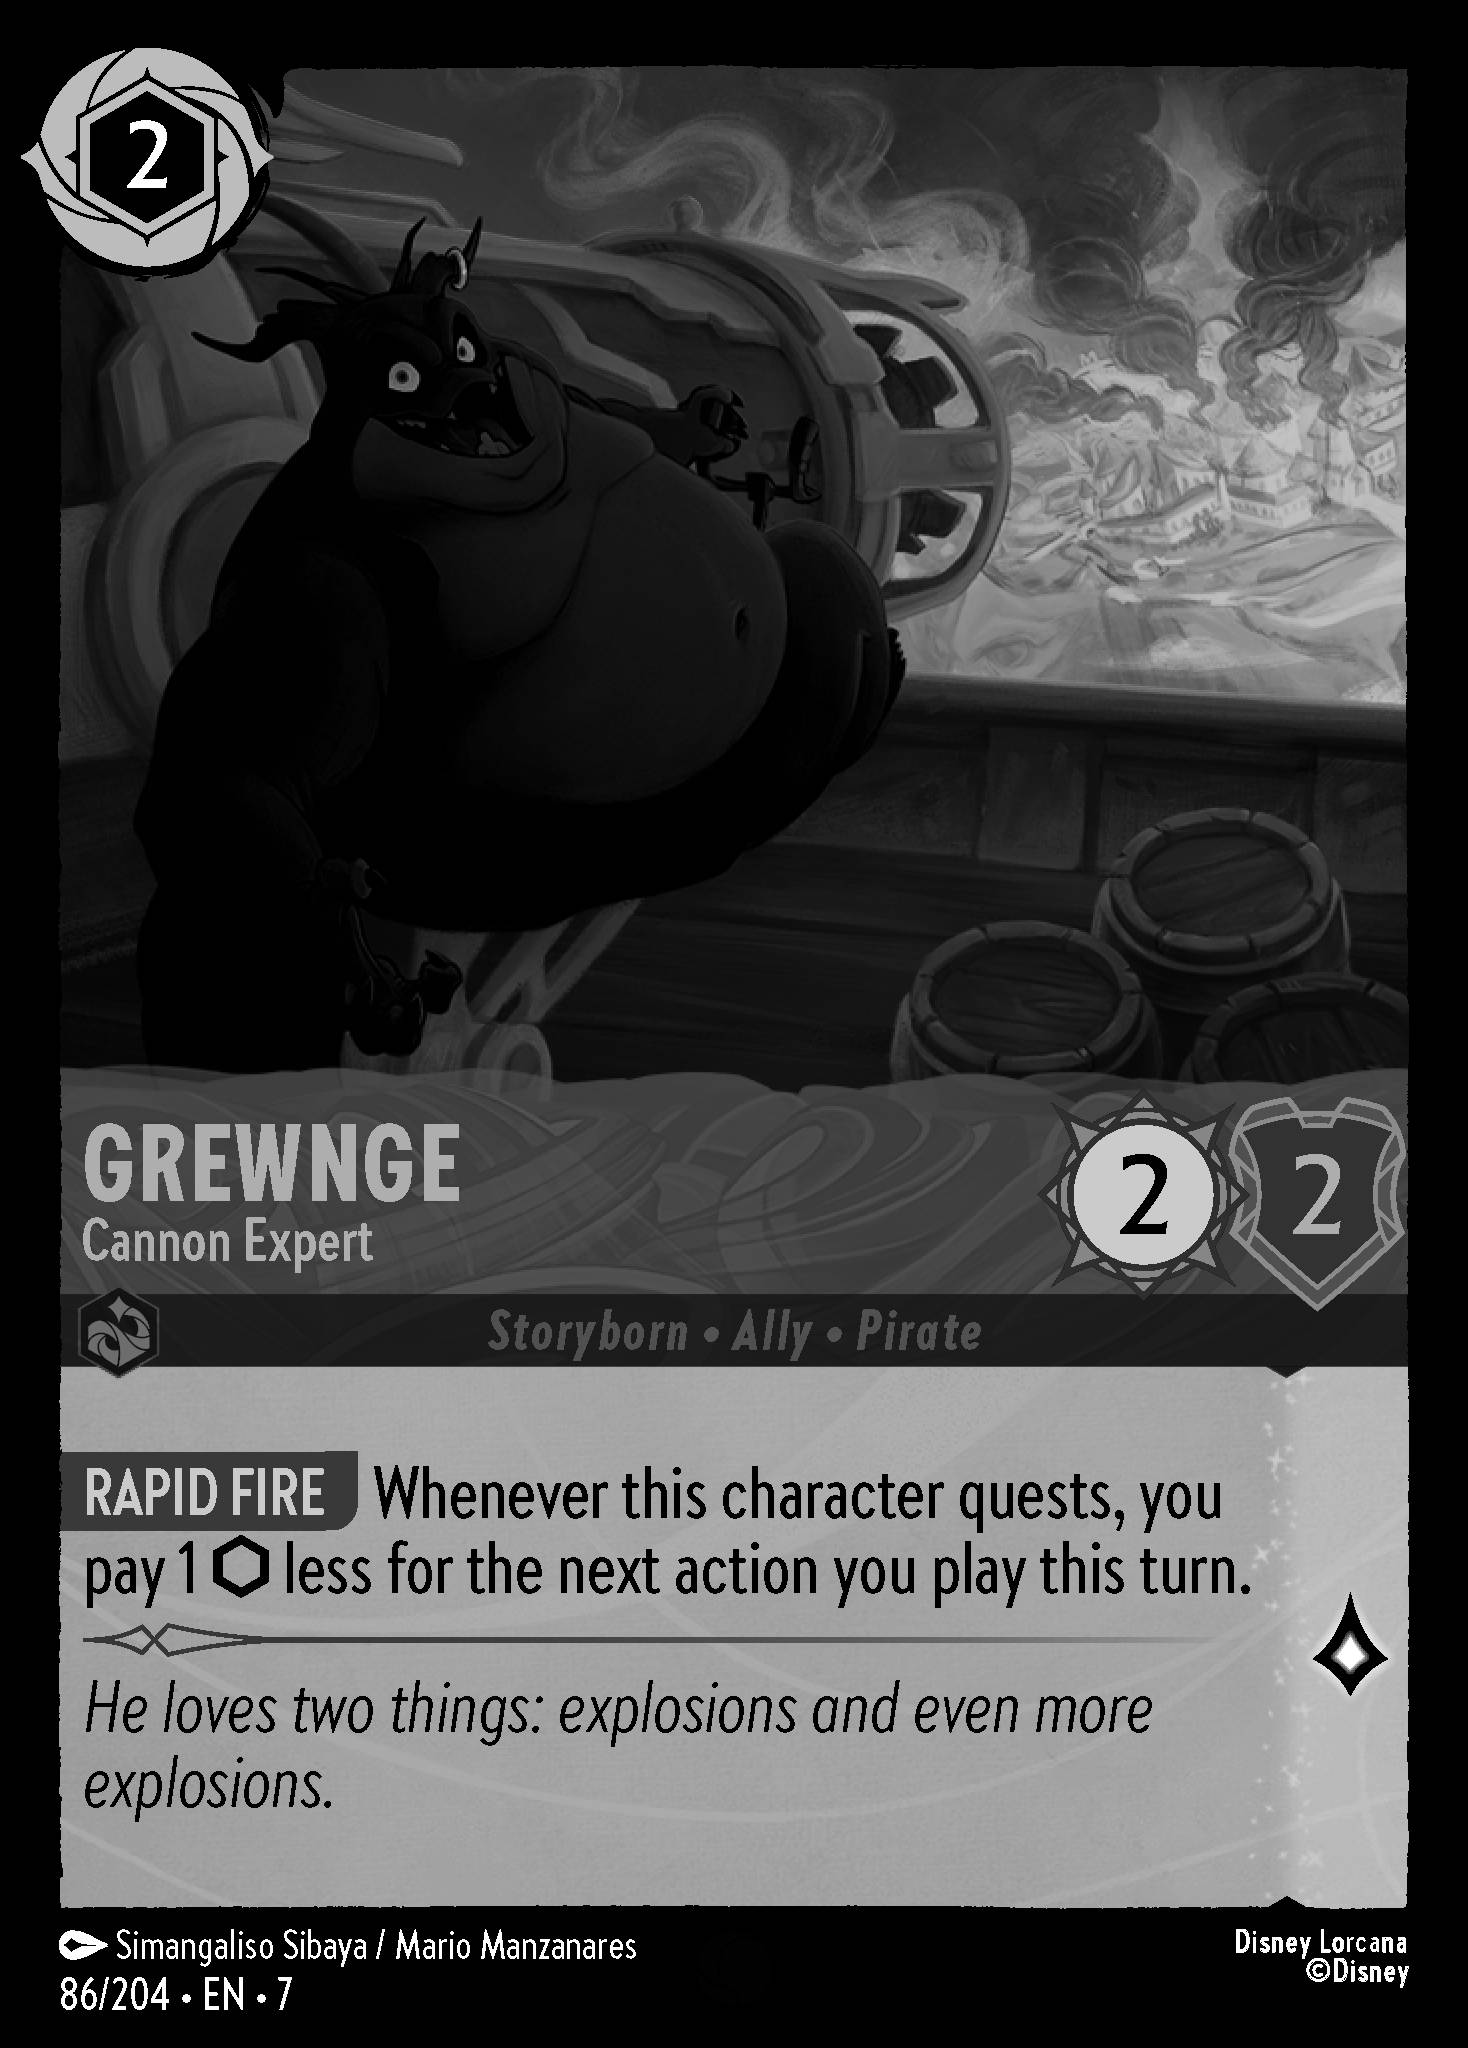 2
GREWNGE
Cannon Expert
2 2
Storyborn • Ally • Pirate
RAPID FIRE Whenever this character quests, you
pay 1 ⬡ less for the next action you play this turn.
He loves two things: explosions and even more
explosions.
Simangaliso Sibaya / Mario Manzanares
Disney Lorcana
86/204 • EN • 7
©Disney